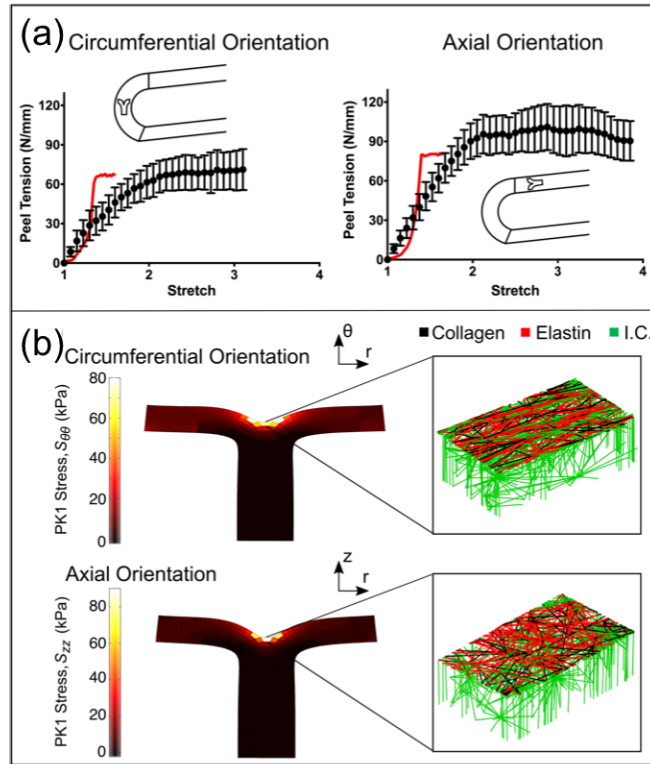 (a)
Circumferential Orientation
Axial Orientation
Peel Tension (N/mm)
120
90
60
30
0
1
2
3
4
Stretch
Peel Tension (N/mm)
120
90
60
30
0
1
2
3
4
Stretch
(b)
Circumferential Orientation
θ
r
Collagen Elastin I.C.
PK1 Stress, Sθθ (kPa)
80
60
40
20
0
Axial Orientation
z
r
PK1 Stress, Szz (kPa)
80
60
40
20
0